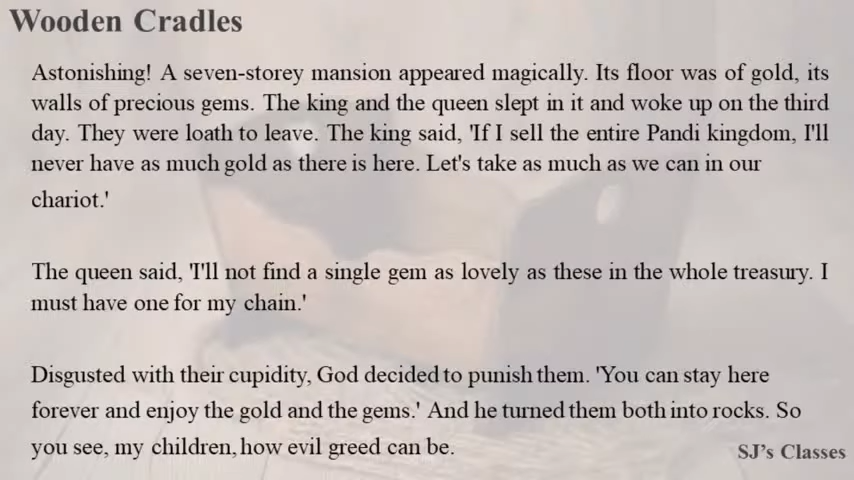 Wooden Cradles
Astonishing! A seven-storey mansion appeared magically. Its floor was of gold, its
walls of precious gems. The king and the queen slept in it and woke up on the third
day. They were loath to leave. The king said, 'If I sell the entire Pandi kingdom, I'll
never have as much gold as there is here. Let's take as much as we can in our
chariot.'
The queen said, 'I'll not find a single gem as lovely as these in the whole treasury. I
must have one for my chain.'
Disgusted with their cupidity, God decided to punish them. 'You can stay here
forever and enjoy the gold and the gems.' And he turned them both into rocks. So
you see, my children, how evil greed can be.
SJ's Classes